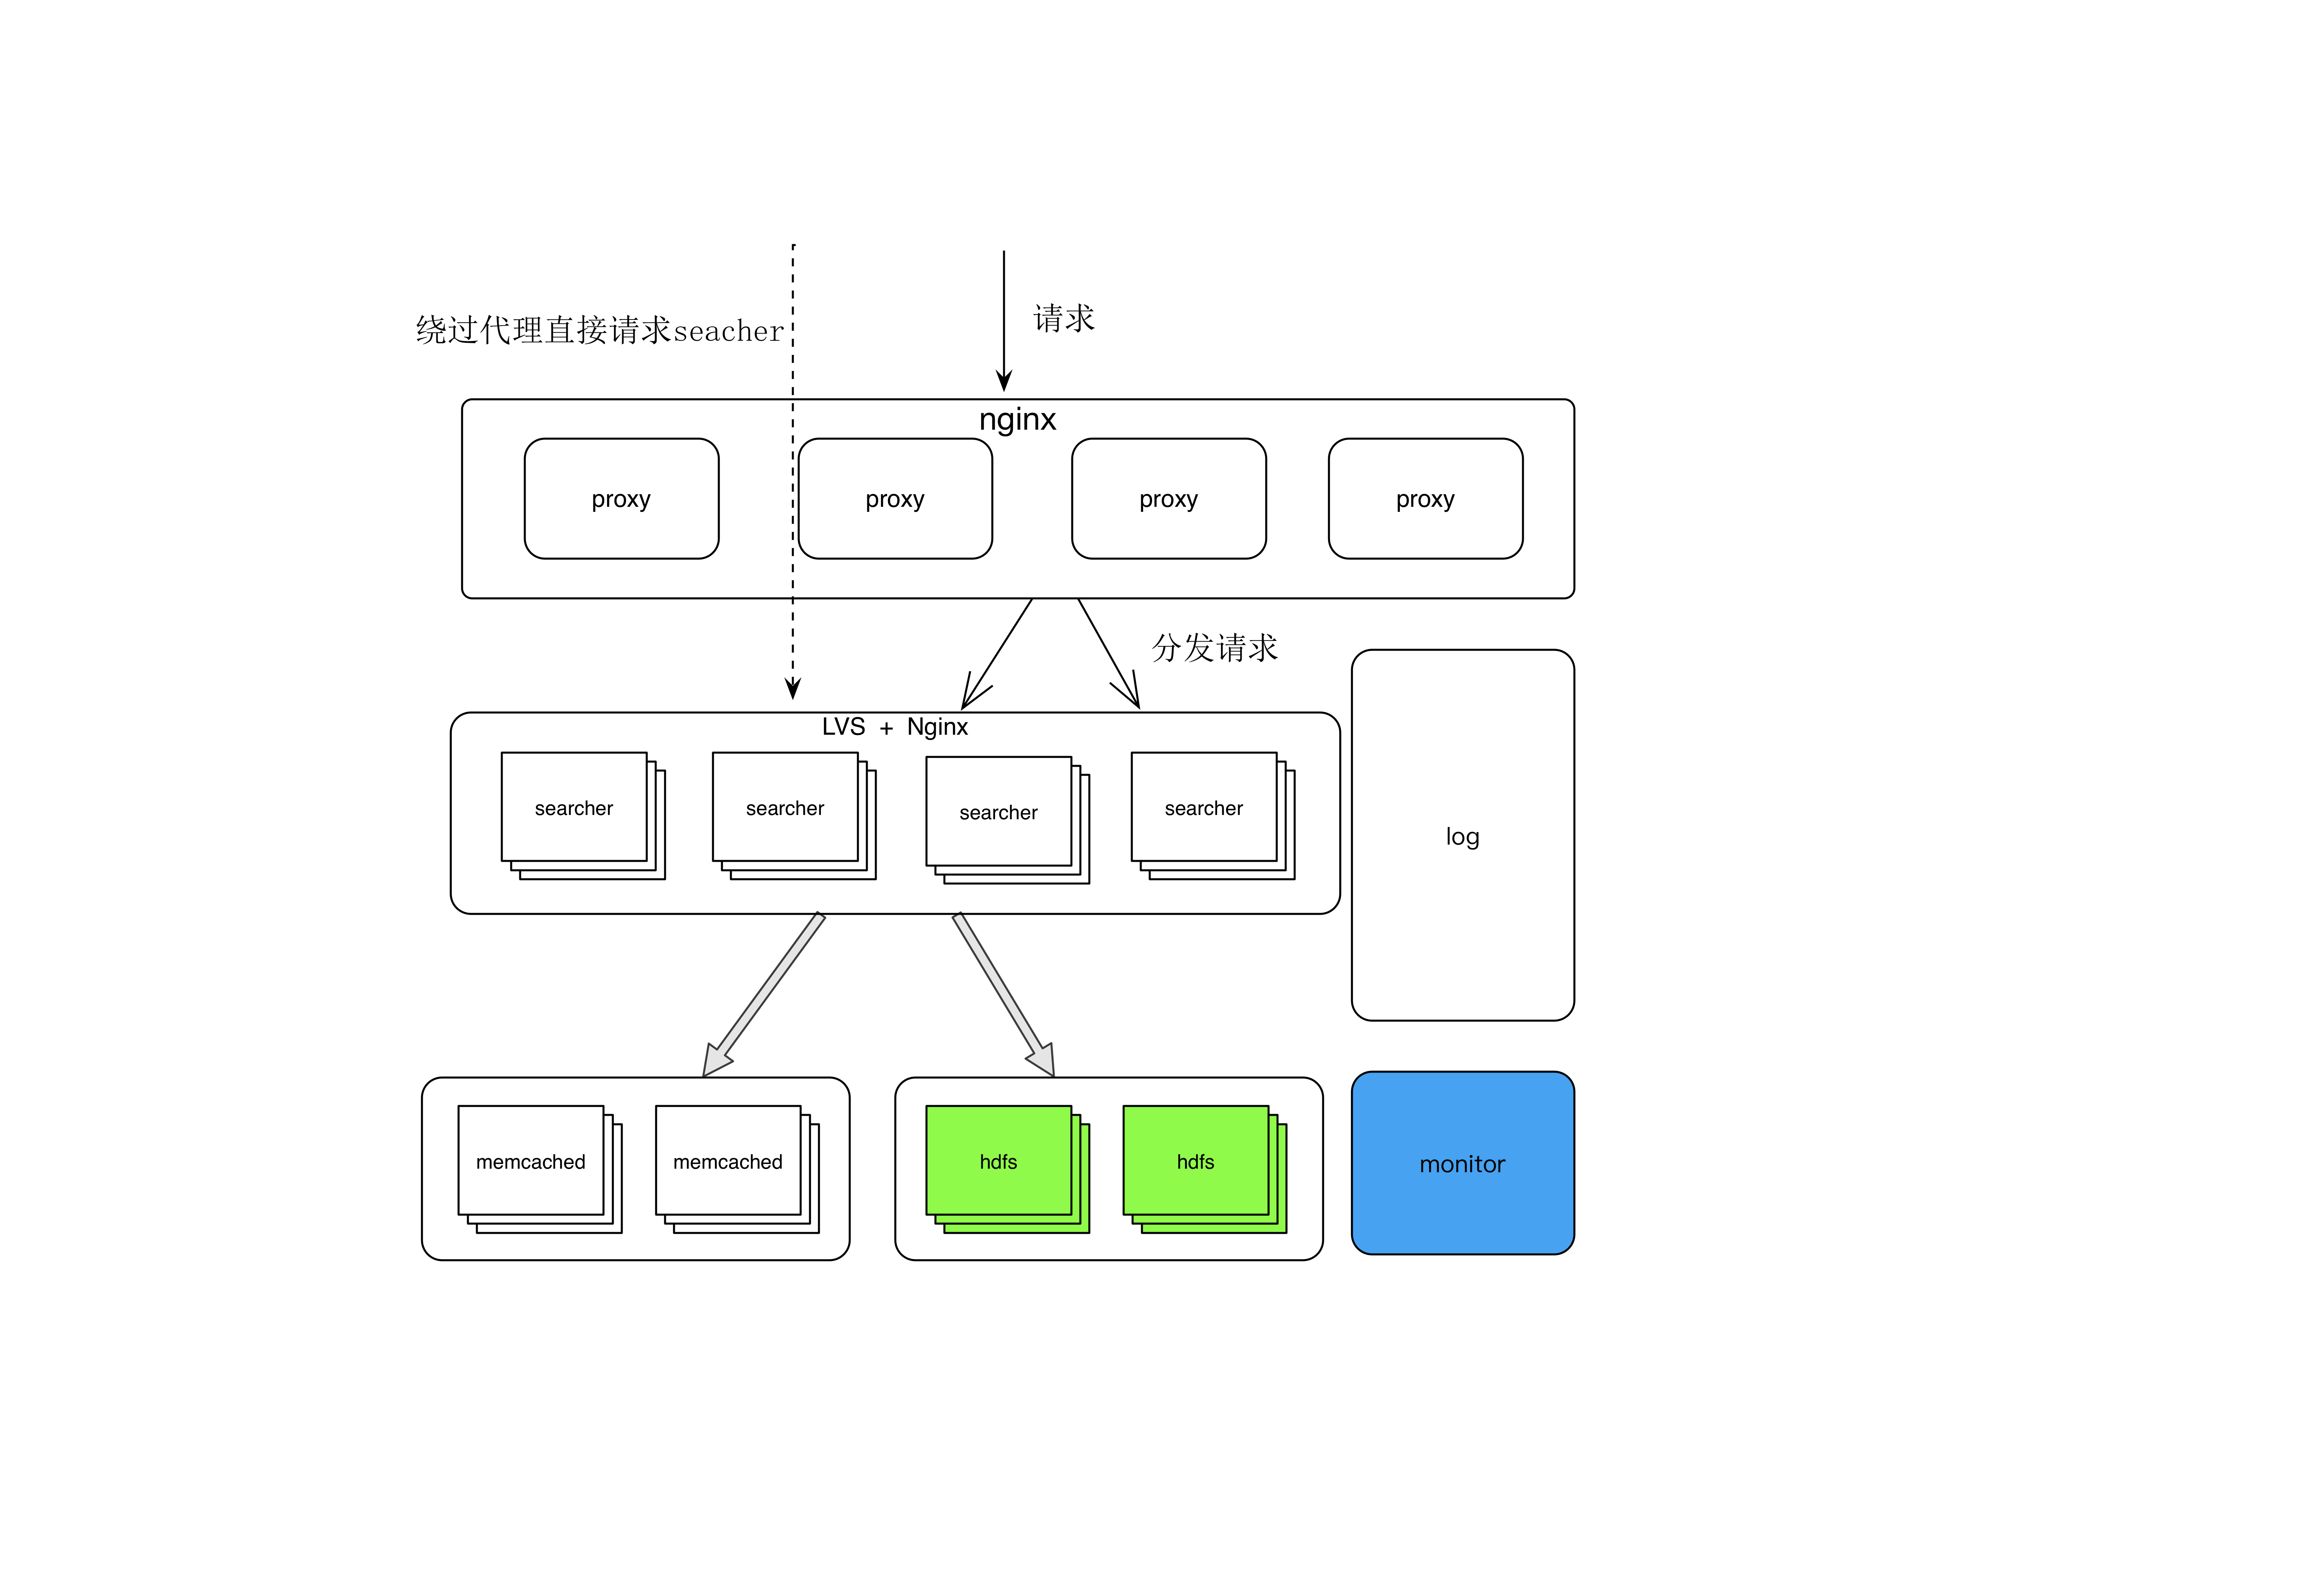 请求
绕过代理直接请求seacher
nginx
proxy
proxy
proxy
proxy
分发请求
LVS + Nginx
searcher
searcher
searcher
searcher
log
memcached
memcached
hdfs
hdfs
monitor